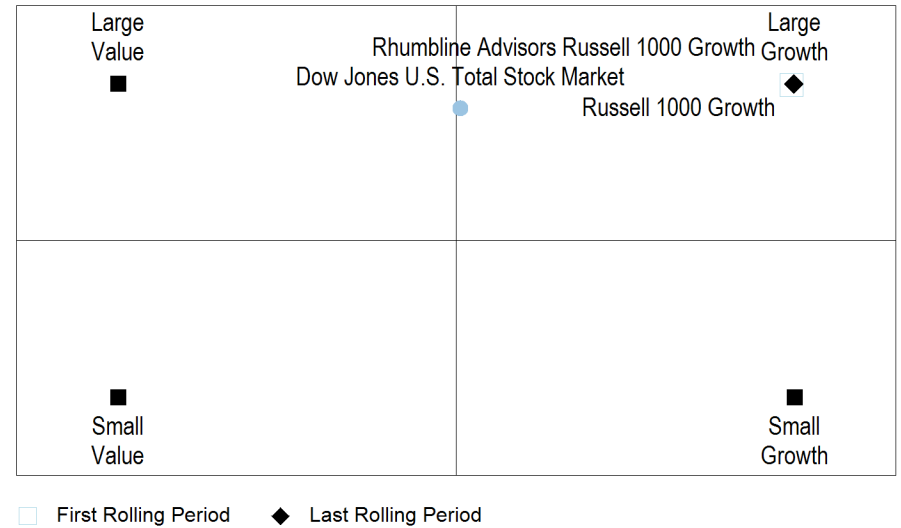 Large
Value
Large
Growth
Rhumbline Advisors Russell 1000 Growth
Dow Jones U.S. Total Stock Market
Russell 1000 Growth
Small
Value
Small
Growth
First Rolling Period
Last Rolling Period